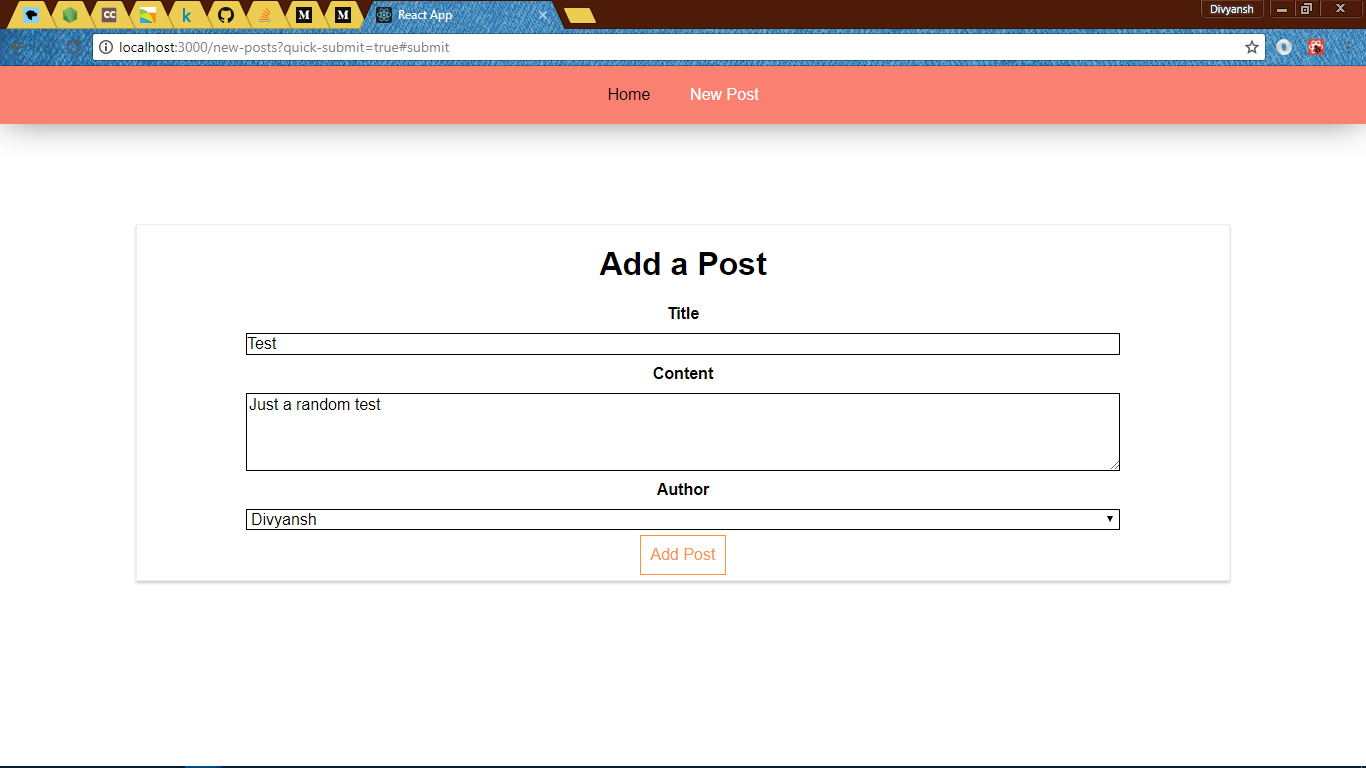 React App
Divyansh
localhost:3000/new-posts?quick-submit=true#submit
Home New Post
Add a Post
Title
Test
Content
Just a random test
Author
Divyansh
Add Post